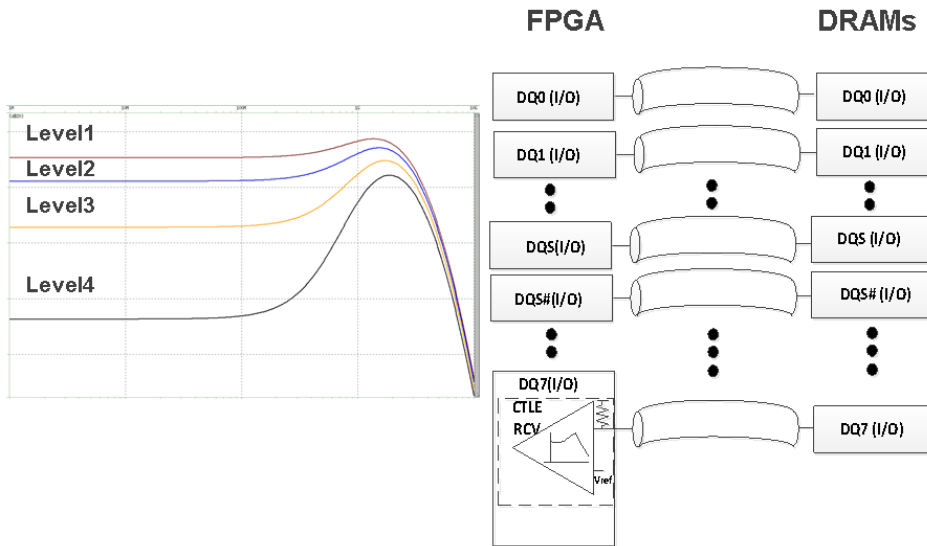 FPGA DRAMs
Level1
Level2
Level3
Level4
100M
DQ0 (I/O) DQ0 (I/O)
DQ1 (I/O) DQ1 (I/O)
DQS(I/O) DQS (I/O)
DQS# (I/O) DQS# (I/O)
DQ7(I/O)
CTLE
RCV
Vref
DQ7 (I/O)